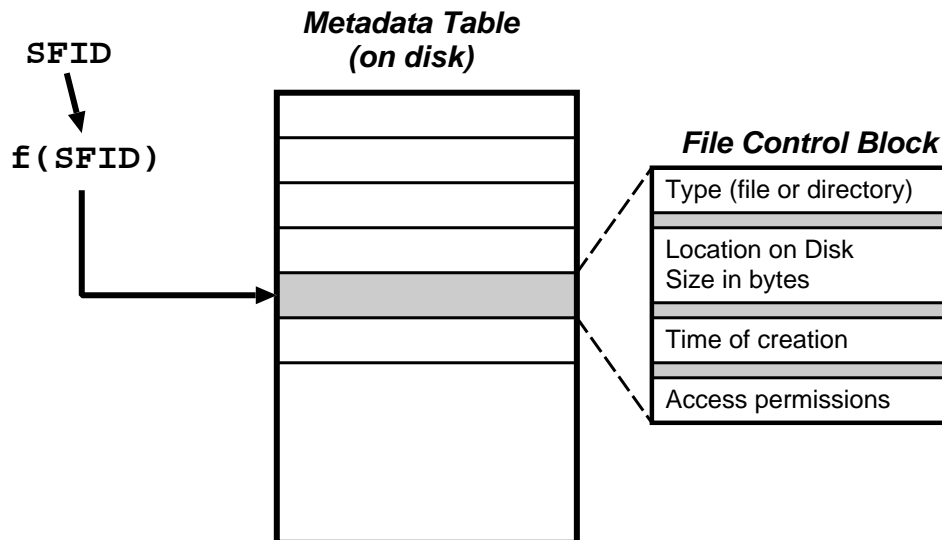 Metadata Table
(on disk)
SFID
f(SFID)
File Control Block
Type (file or directory)
Location on Disk
Size in bytes
Time of creation
Access permissions